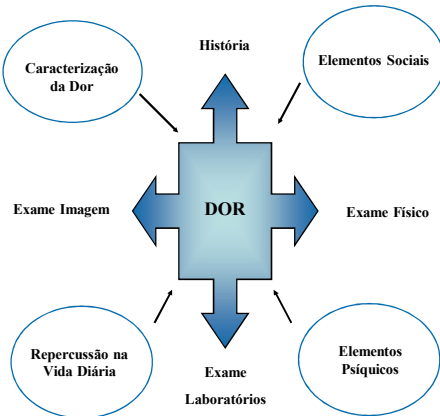 História
Elementos Sociais
Caracterização
da Dor
Exame Imagem
DOR
Exame Físico
Repercussão na
Vida Diária
Exame
Laboratórios
Elementos
Psíquicos